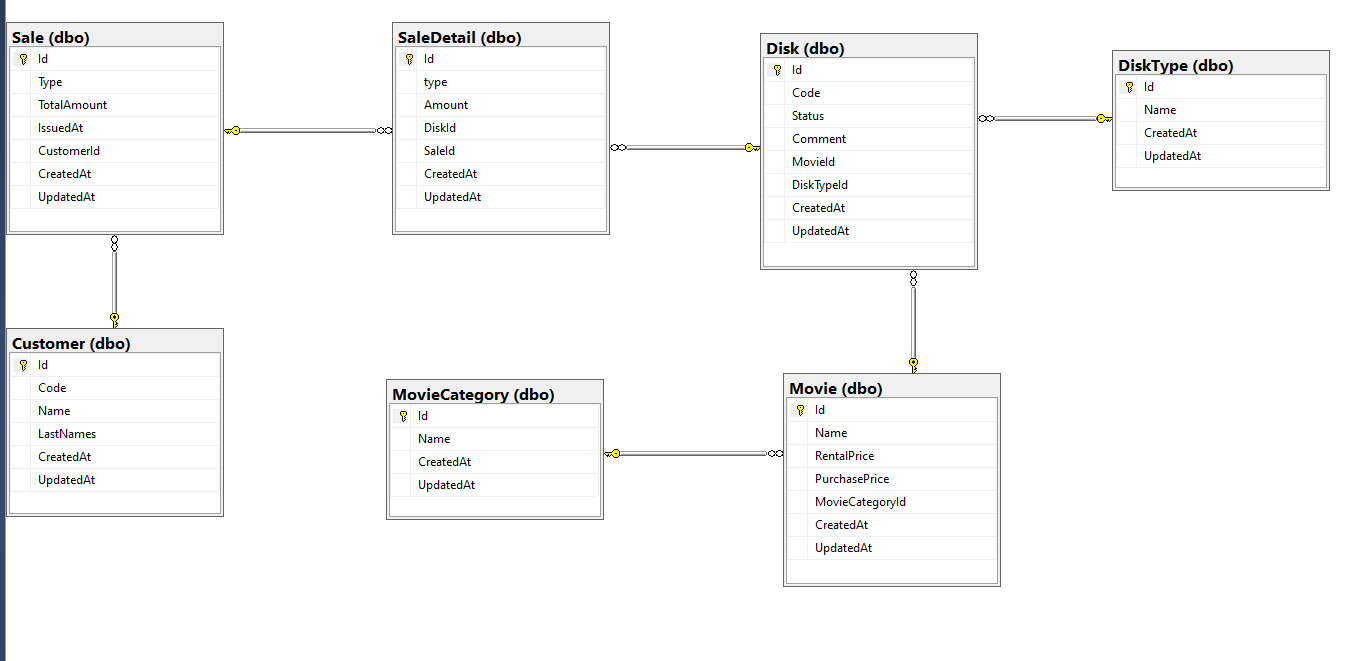 Sale (dbo)
Id
Type
TotalAmount
IssuedAt
CustomerId
CreatedAt
UpdatedAt
SaleDetail (dbo)
Id
type
Amount
DiskId
SaleId
CreatedAt
UpdatedAt
Disk (dbo)
Id
Code
Status
Comment
MovieId
DiskTypeId
CreatedAt
UpdatedAt
DiskType (dbo)
Id
Name
CreatedAt
UpdatedAt
Customer (dbo)
Id
Code
Name
LastNames
CreatedAt
UpdatedAt
MovieCategory (dbo)
Id
Name
CreatedAt
UpdatedAt
Movie (dbo)
Id
Name
RentalPrice
PurchasePrice
MovieCategoryId
CreatedAt
UpdatedAt